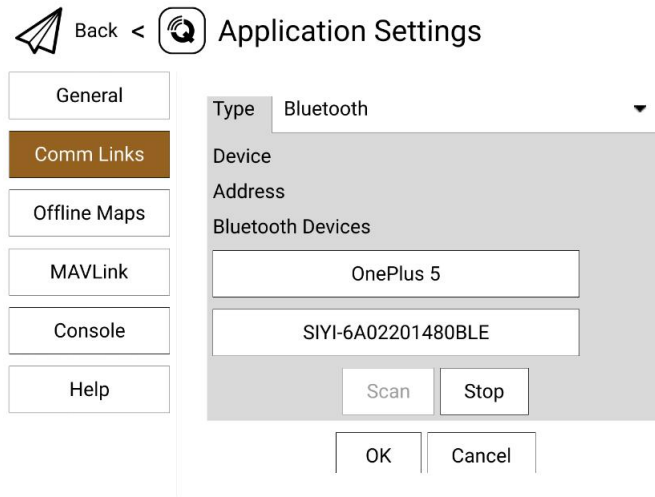 Back < Application Settings
General
Comm Links
Offline Maps
MAVLink
Console
Help
Type Bluetooth
Device
Address
Bluetooth Devices
OnePlus 5
SIYI-6A02201480BLE
Scan Stop
OK Cancel